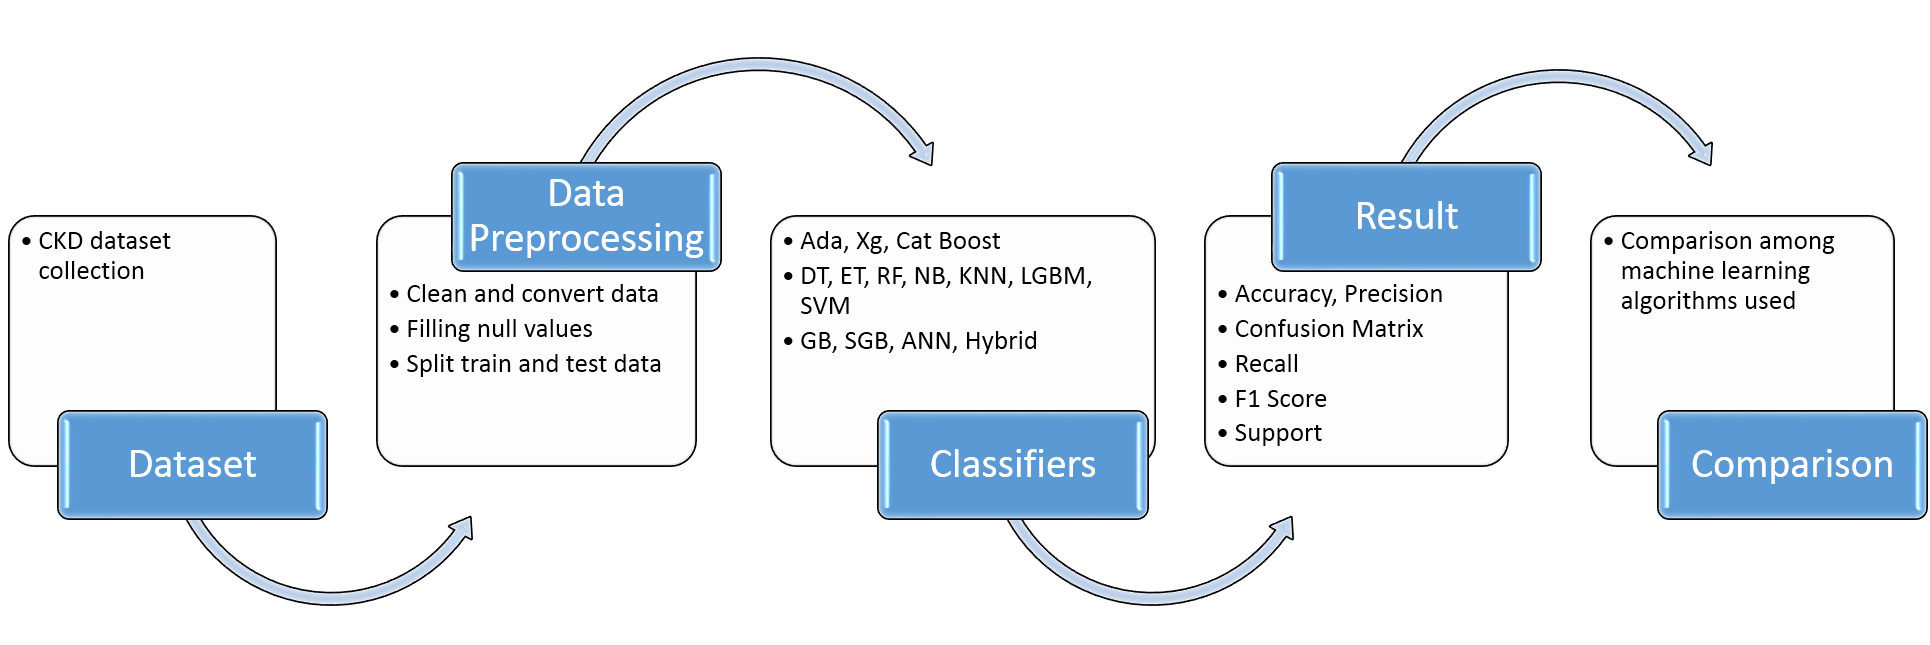 • CKD dataset
collection
Dataset
Data
Preprocessing
• Clean and convert data
• Filling null values
• Split train and test data
• Ada, Xg, Cat Boost
• DT, ET, RF, NB, KNN, LGBM,
SVM
• GB, SGB, ANN, Hybrid
Classifiers
Result
• Accuracy, Precision
• Confusion Matrix
• Recall
• F1 Score
• Support
• Comparison among
machine learning
algorithms used
Comparison